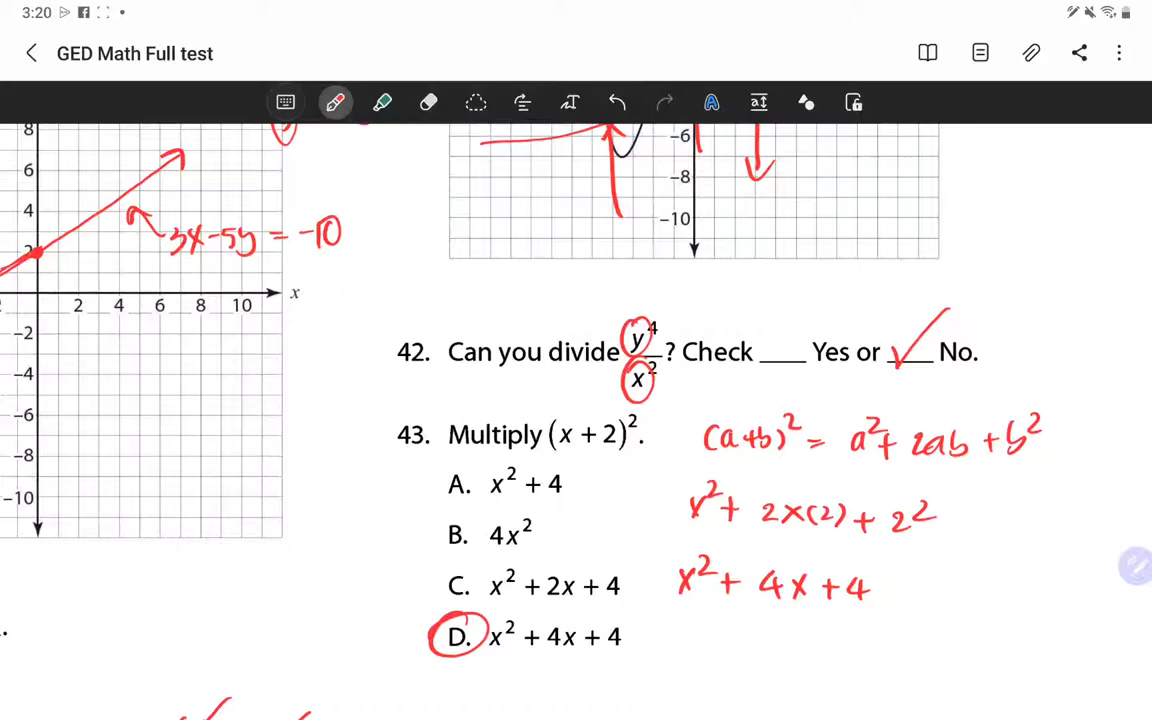 3:20
GED Math Full test
8
6
4
2
3x-5y = -10
x
2 4 6 8 10
−2
−4
−6
−8
−10
−6
−8
−10
42. Can you divide y⁴/x² ? Check ____ Yes or ____ No.
43. Multiply (x + 2)².
(a+b)² = a² + 2ab + b²
A. x² + 4
x² + 2x(2) + 2²
B. 4x²
C. x² + 2x + 4
x² + 4x + 4
D. x² + 4x + 4